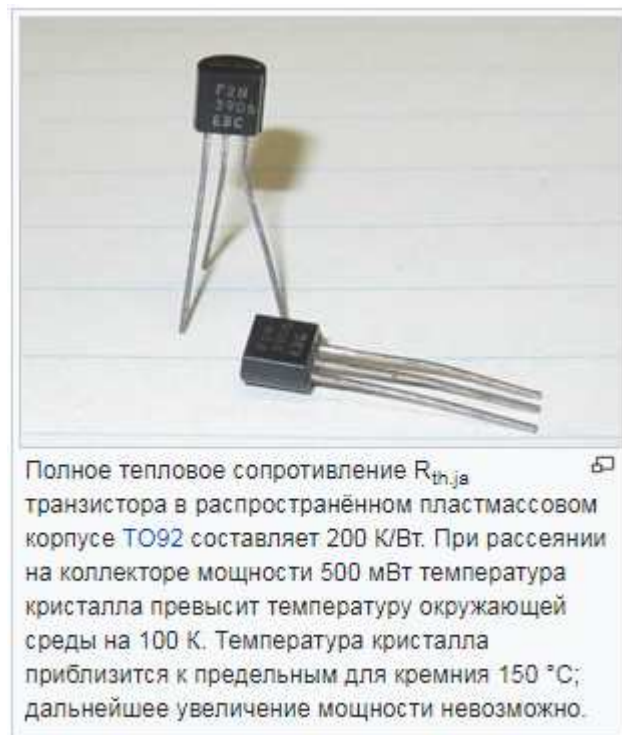 F2N
3906
EBC
Полное тепловое сопротивление Rth.ja
транзистора в распространённом пластмассовом
корпусе TO92 составляет 200 К/Вт. При рассеянии
на коллекторе мощности 500 мВт температура
кристалла превысит температуру окружающей
среды на 100 К. Температура кристалла
приблизится к предельным для кремния 150 °C;
дальнейшее увеличение мощности невозможно.